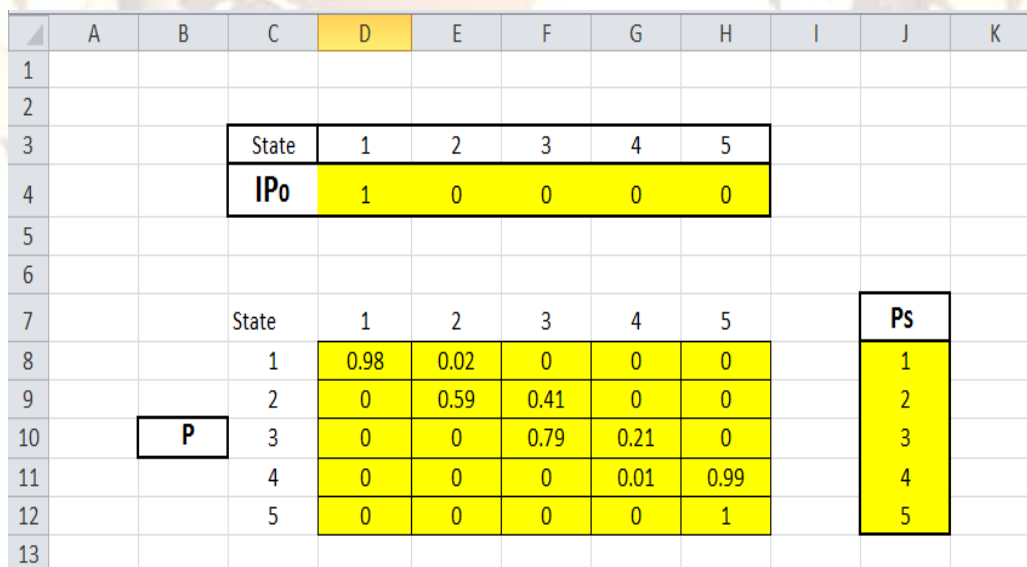 A B C D E F G H I J K
1
2
3 State 1 2 3 4 5
4 IP0 1 0 0 0 0
5
6
7 State 1 2 3 4 5 Ps
8 1 0.98 0.02 0 0 0 1
9 2 0 0.59 0.41 0 0 2
10 P 3 0 0 0.79 0.21 0 3
11 4 0 0 0 0.01 0.99 4
12 5 0 0 0 0 1 5
13